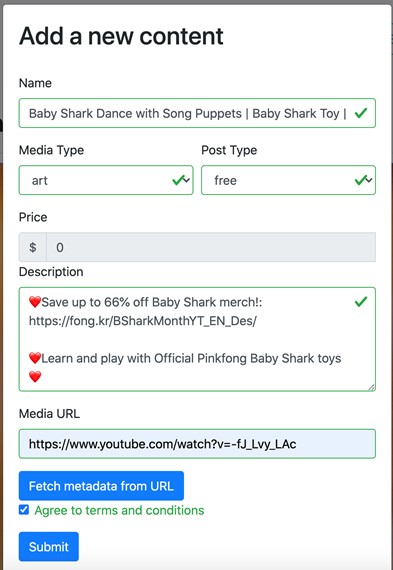 Add a new content
Name
Baby Shark Dance with Song Puppets | Baby Shark Toy |
Media Type
Post Type
art
free
Price
$ 0
Description
❤️Save up to 66% off Baby Shark merch!:
https://fong.kr/BSharkMonthYT_EN_Des/
❤️Learn and play with Official Pinkfong Baby Shark toys
❤️
Media URL
https://www.youtube.com/watch?v=-fJ_Lvy_LAc
Fetch metadata from URL
Agree to terms and conditions
Submit